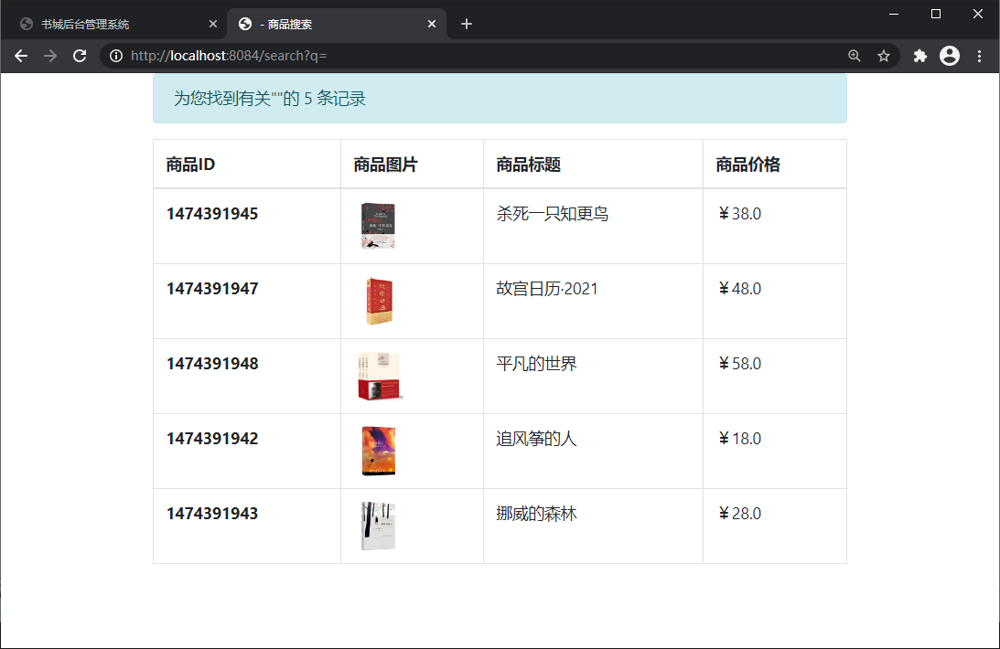 书城后台管理系统
- 商品搜索
http://localhost:8084/search?q=
为您找到有关""的 5 条记录
商品ID 商品图片 商品标题 商品价格
1474391945 杀死一只知更鸟 ￥38.0
1474391947 故宫日历·2021 ￥48.0
1474391948 平凡的世界 ￥58.0
1474391942 追风筝的人 ￥18.0
1474391943 挪威的森林 ￥28.0